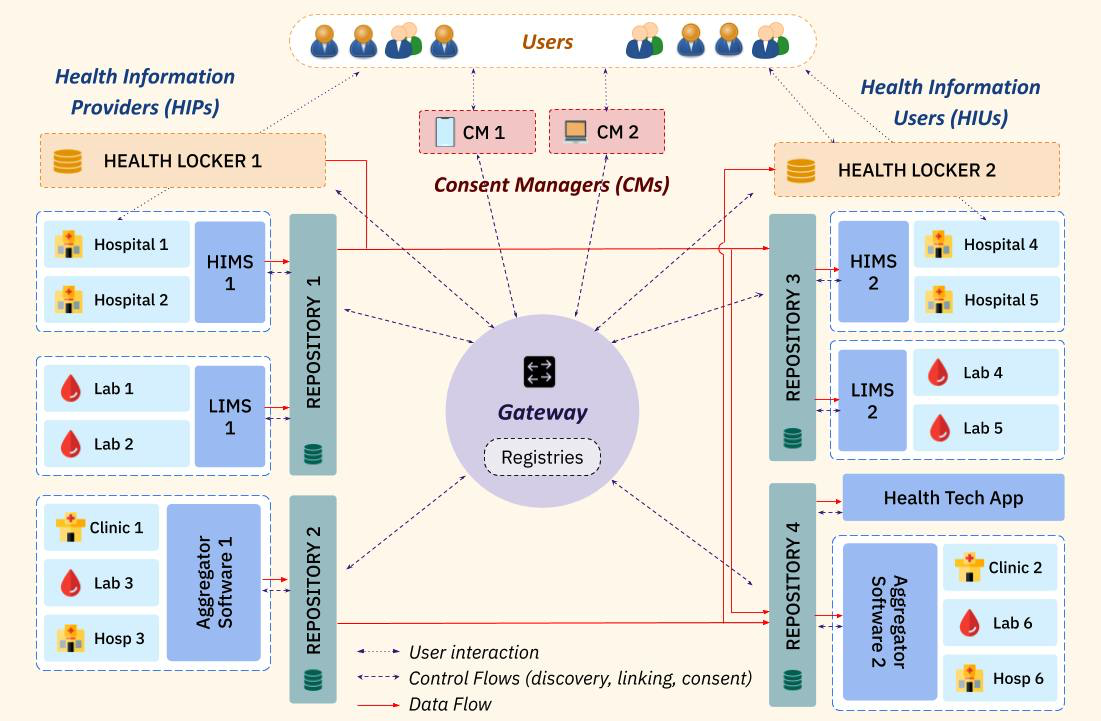 Users
Health Information
Providers (HIPs)
Health Information
Users (HIUs)
CM 1
CM 2
Consent Managers (CMs)
HEALTH LOCKER 1
HEALTH LOCKER 2
Hospital 1
Hospital 2
HIMS
1
Lab 1
Lab 2
LIMS
1
REPOSITORY 1
Clinic 1
Lab 3
Hosp 3
Aggregator
Software 1
REPOSITORY 2
Gateway
Registries
REPOSITORY 3
HIMS
2
Hospital 4
Hospital 5
LIMS
2
Lab 4
Lab 5
REPOSITORY 4
Health Tech App
Aggregator
Software 2
Clinic 2
Lab 6
Hosp 6
User interaction
Control Flows (discovery, linking, consent)
Data Flow